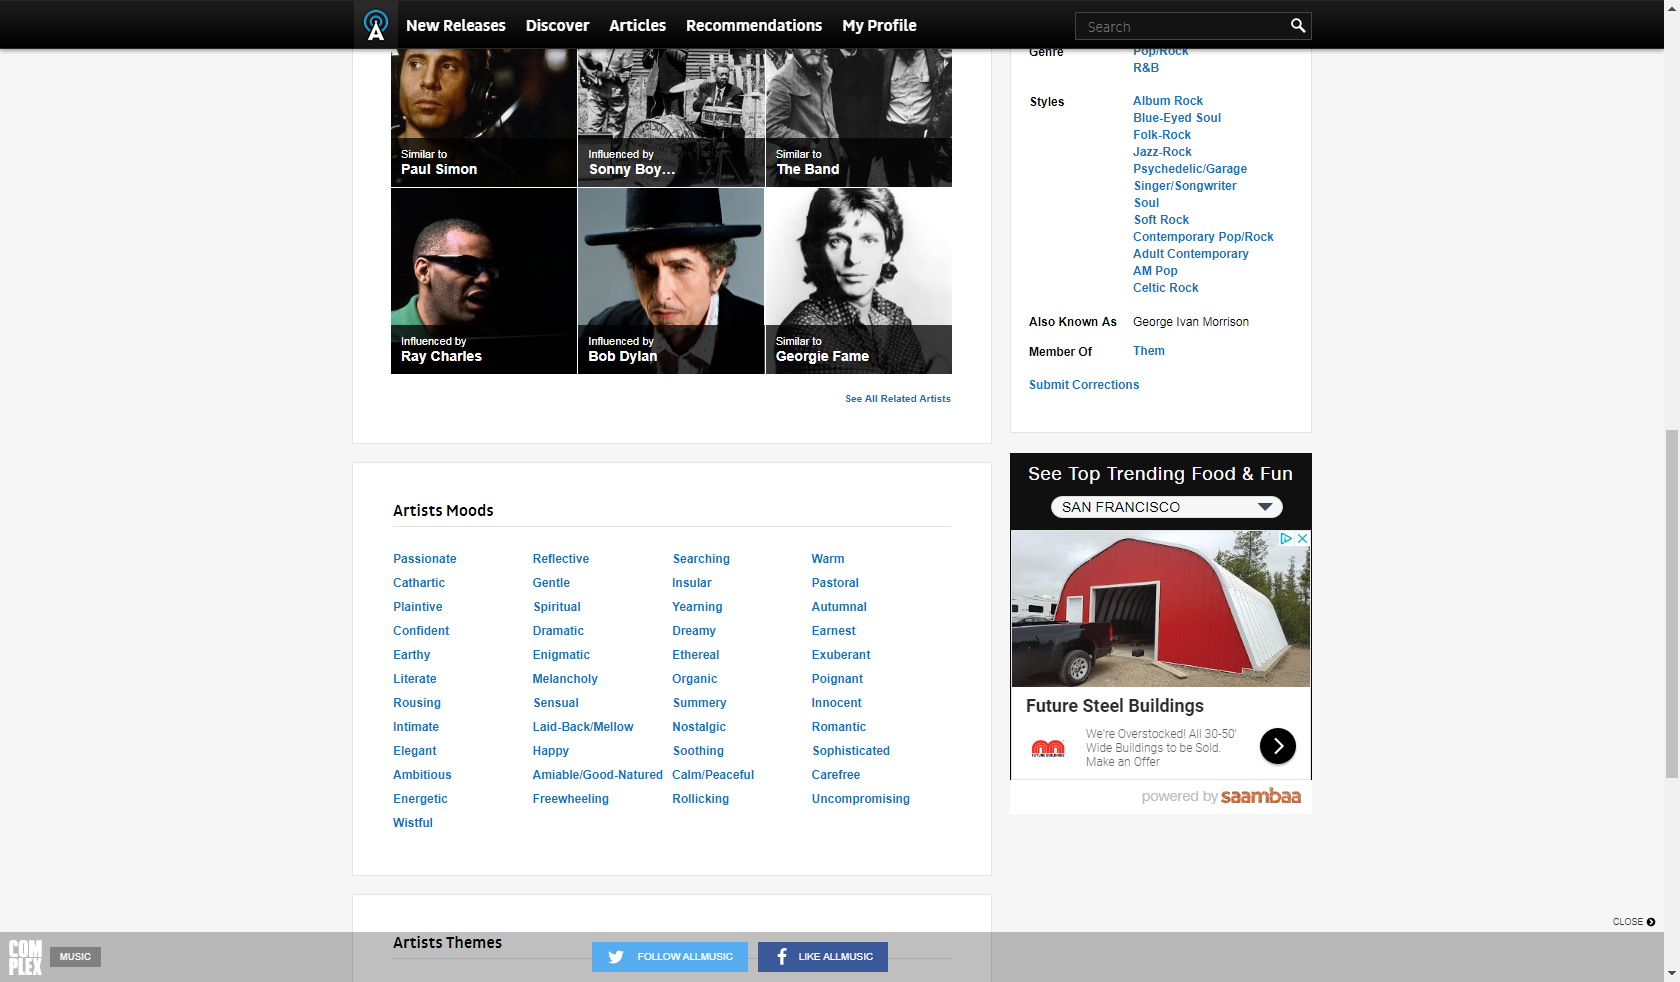 New Releases
Discover
Articles
Recommendations
My Profile
Search
Similar to
Paul Simon
Influenced by
Sonny Boy...
Similar to
The Band
Influenced by
Ray Charles
Influenced by
Bob Dylan
Similar to
Georgie Fame
See All Related Artists
Genre
Pop/Rock
R&B
Styles
Album Rock
Blue-Eyed Soul
Folk-Rock
Jazz-Rock
Psychedelic/Garage
Singer/Songwriter
Soul
Soft Rock
Contemporary Pop/Rock
Adult Contemporary
AM Pop
Celtic Rock
Also Known As
George Ivan Morrison
Member Of
Them
Submit Corrections
Artists Moods
Passionate
Reflective
Searching
Warm
Cathartic
Gentle
Insular
Pastoral
Plaintive
Spiritual
Yearning
Autumnal
Confident
Dramatic
Dreamy
Earnest
Earthy
Enigmatic
Ethereal
Exuberant
Literate
Melancholy
Organic
Poignant
Rousing
Sensual
Summery
Innocent
Intimate
Laid-Back/Mellow
Nostalgic
Romantic
Elegant
Happy
Soothing
Sophisticated
Ambitious
Amiable/Good-Natured
Calm/Peaceful
Carefree
Energetic
Freewheeling
Rollicking
Uncompromising
Wistful
See Top Trending Food & Fun
SAN FRANCISCO
Future Steel Buildings
FUTURE BUILDINGS
We're Overstocked! All 30-50'
Wide Buildings to be Sold.
Make an Offer
powered by saambaa
CLOSE
Artists Themes
COM
PLEX
MUSIC
FOLLOW ALLMUSIC
LIKE ALLMUSIC